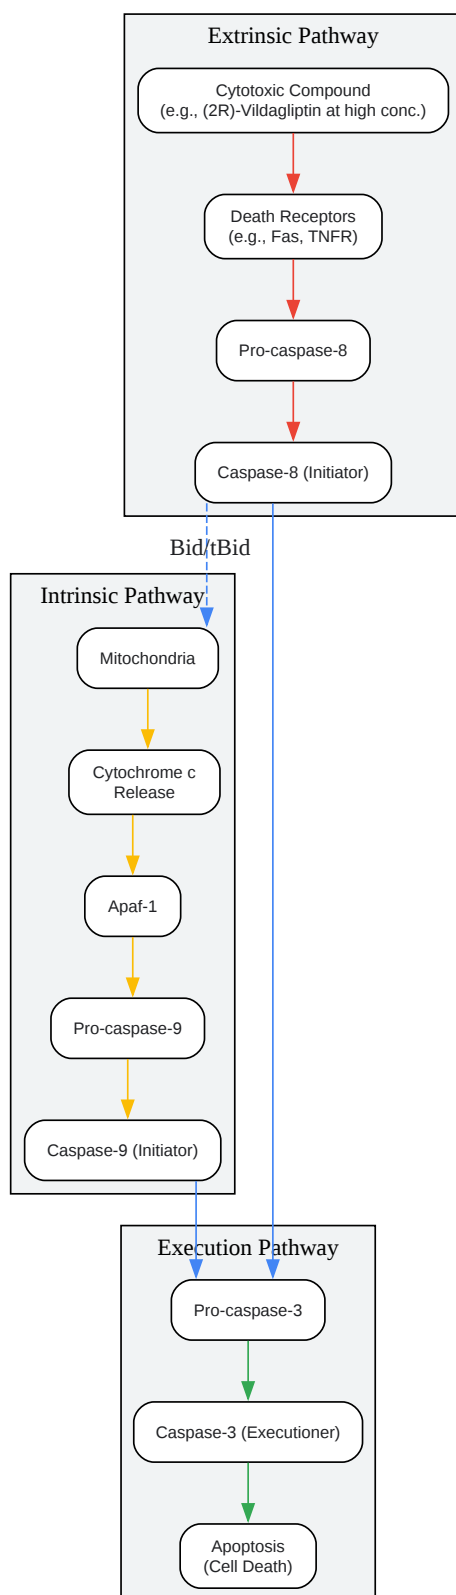 Extrinsic Pathway
Cytotoxic Compound
(e.g., (2R)-Vildagliptin at high conc.)
Death Receptors
(e.g., Fas, TNFR)
Pro-caspase-8
Caspase-8 (Initiator)
Bid/tBid
Intrinsic Pathway
Mitochondria
Cytochrome c
Release
Apaf-1
Pro-caspase-9
Caspase-9 (Initiator)
Execution Pathway
Pro-caspase-3
Caspase-3 (Executioner)
Apoptosis
(Cell Death)